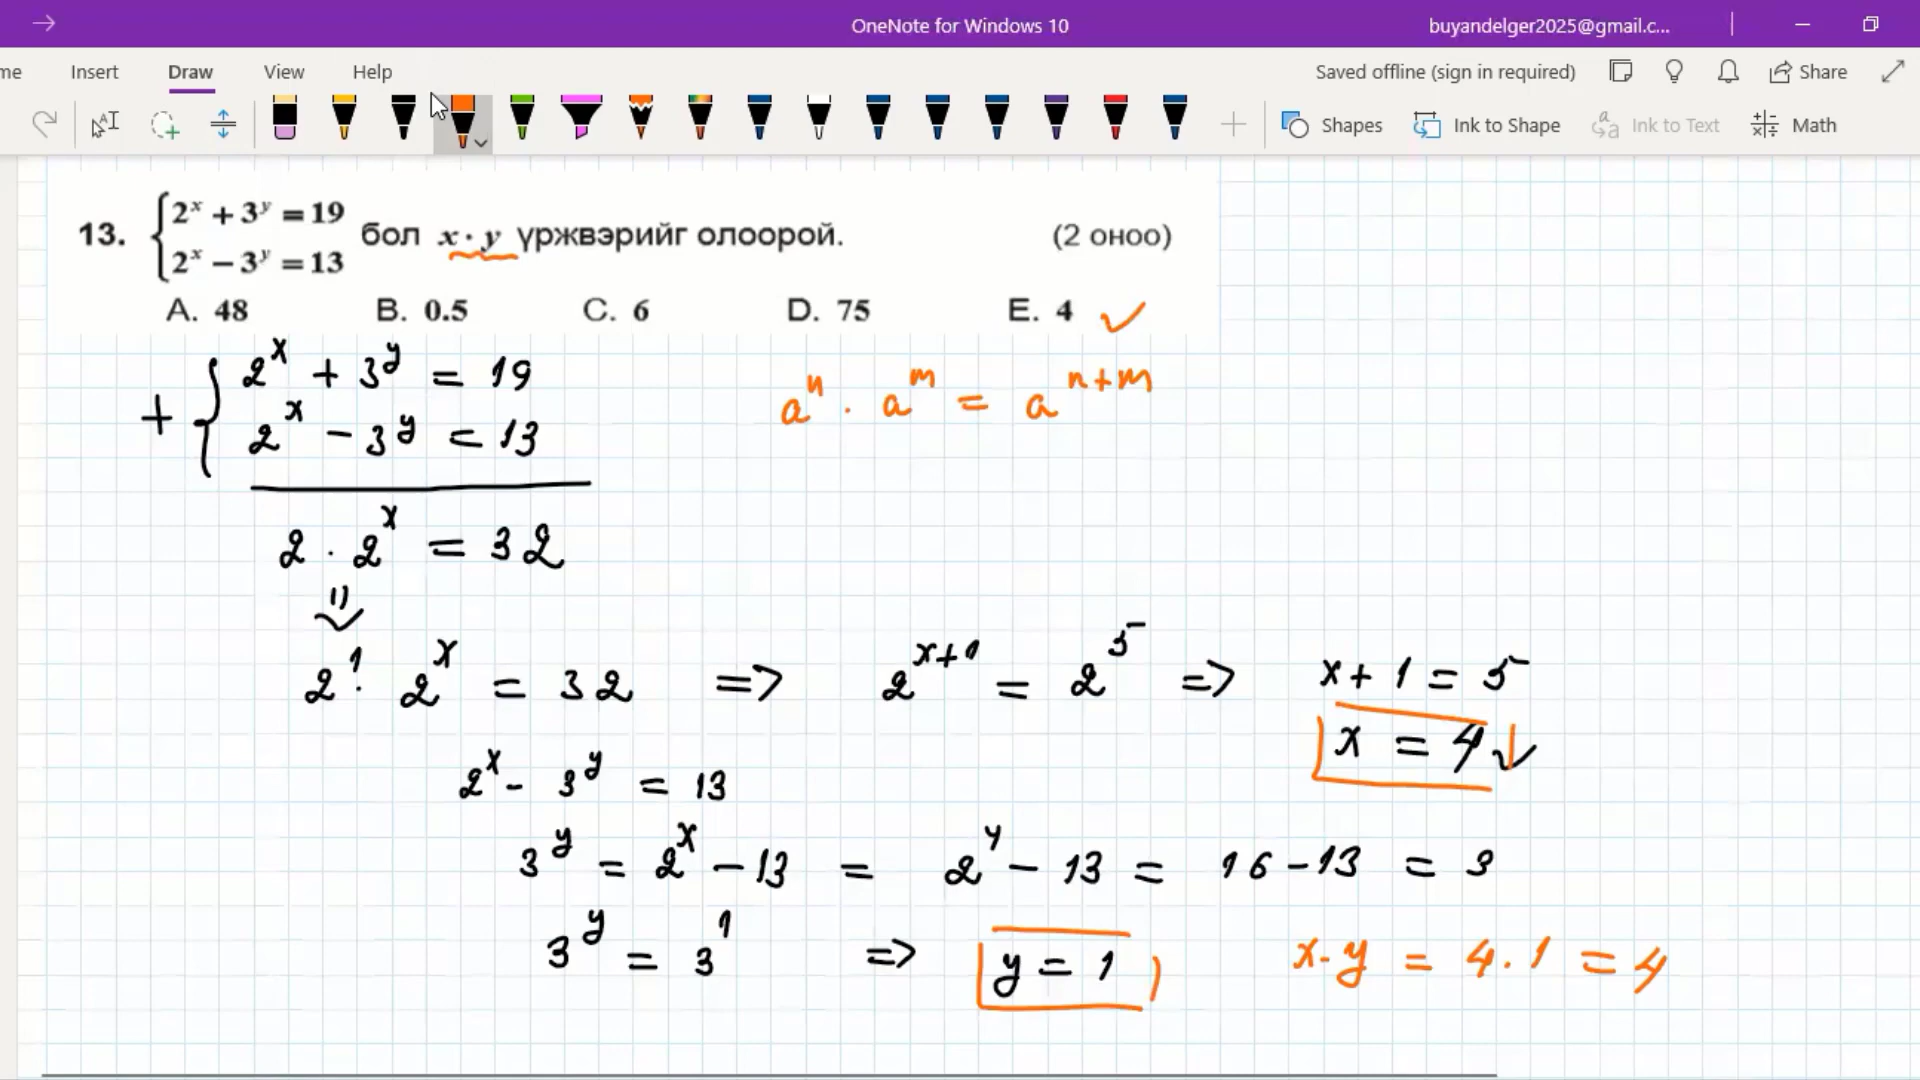 OneNote for Windows 10
buyandelger2025@gmail.c...
me Insert Draw View Help
Saved offline (sign in required) Share
Shapes Ink to Shape Ink to Text Math
13. {2^x + 3^y = 19
2^x − 3^y = 13 бол x · y үржвэрийг олоорой. (2 оноо)
A. 48 B. 0.5 C. 6 D. 75 E. 4 ✓
+ { 2^x + 3^y = 19
2^x − 3^y = 13
a^n · a^m = a^{n+m}
2 · 2^x = 32
2^1 · 2^x = 32 => 2^{x+1} = 2^5 => x + 1 = 5
x = 4
2^x − 3^y = 13
3^y = 2^x − 13 = 2^4 − 13 = 16 − 13 = 3
3^y = 3^1 => y = 1
x · y = 4 · 1 = 4